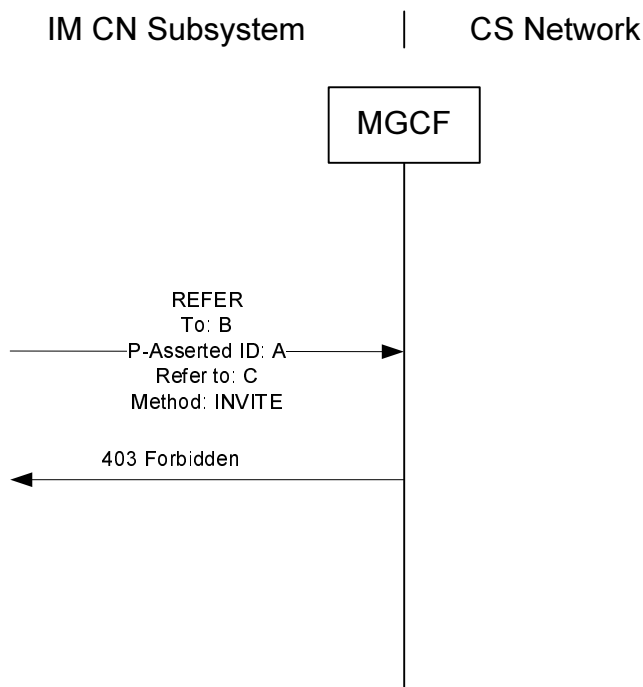 IM CN Subsystem
CS Network
MGCF
REFER
To: B
P-Asserted ID: A
Refer to: C
Method: INVITE
403 Forbidden